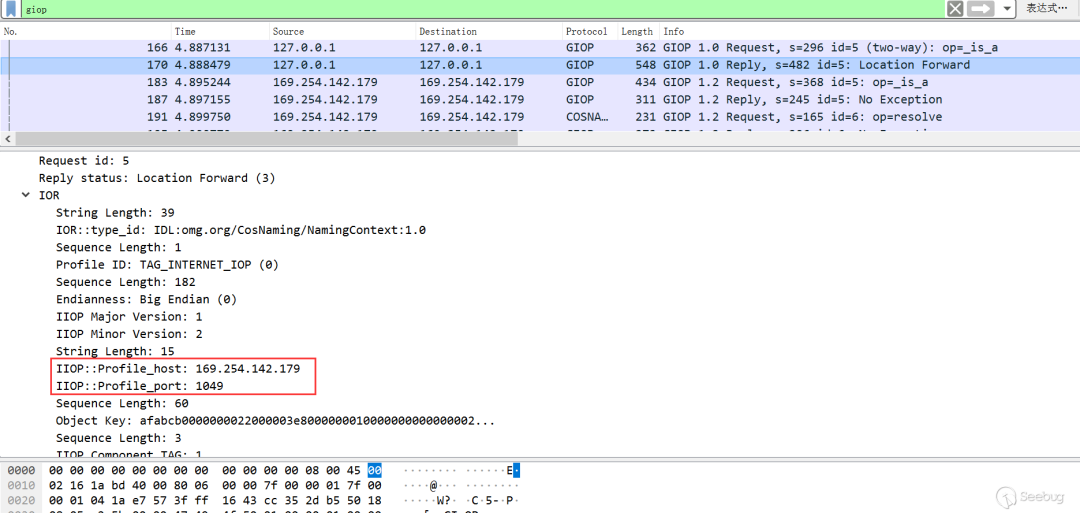 giop 表达式…
No. Time Source Destination Protocol Length Info
166 4.887131 127.0.0.1 127.0.0.1 GIOP 362 GIOP 1.0 Request, s=296 id=5 (two-way): op=_is_a
170 4.888479 127.0.0.1 127.0.0.1 GIOP 548 GIOP 1.0 Reply, s=482 id=5: Location Forward
183 4.895244 169.254.142.179 169.254.142.179 GIOP 434 GIOP 1.2 Request, s=368 id=5: op=_is_a
187 4.897155 169.254.142.179 169.254.142.179 GIOP 311 GIOP 1.2 Reply, s=245 id=5: No Exception
191 4.899750 169.254.142.179 169.254.142.179 COSNA… 231 GIOP 1.2 Request, s=165 id=6: op=resolve
Request id: 5
Reply status: Location Forward (3)
IOR
String Length: 39
IOR::type_id: IDL:omg.org/CosNaming/NamingContext:1.0
Sequence Length: 1
Profile ID: TAG_INTERNET_IOP (0)
Sequence Length: 182
Endianness: Big Endian (0)
IIOP Major Version: 1
IIOP Minor Version: 2
String Length: 15
IIOP::Profile_host: 169.254.142.179
IIOP::Profile_port: 1049
Sequence Length: 60
Object Key: afabcb0000000022000003e80000000100000000000000002...
Sequence Length: 3
IIOP Component TAG: 1
0000 00 00 00 00 00 00 00 00 00 00 00 00 08 00 45 00 ········ ······E·
0010 02 16 1a bd 40 00 80 06 00 00 7f 00 00 01 7f 00 ····@··· ········
0020 00 01 04 1a e7 57 3f ff 16 43 cc 35 2d b5 50 18 ·····W?· ·C·5-·P·
Seebug